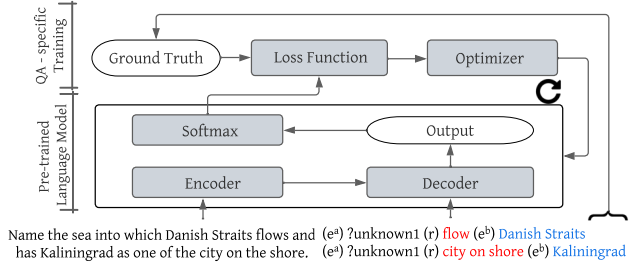 QA - specific
Training
Ground Truth
Loss Function
Optimizer
Pre-trained
Language Model
Softmax
Output
Encoder
Decoder
Name the sea into which Danish Straits flows and
has Kaliningrad as one of the city on the shore.
(eᵃ) ?unknown1 (r) flow (eᵇ) Danish Straits
(eᵃ) ?unknown1 (r) city on shore (eᵇ) Kaliningrad